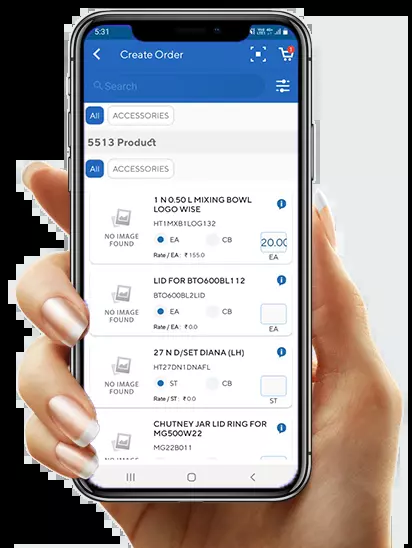 5:31
Create Order
1
Search
All ACCESSORIES
5513 Product
All ACCESSORIES
1 N 0.50 L MIXING BOWL
LOGO WISE
HT1MXB1LOG132
NO IMAGE
FOUND
EA CB 20.00
Rate / EA : ₹ 155.0 EA
LID FOR BTO600BL112
BTO600BL2LID
NO IMAGE
FOUND
EA CB
Rate / EA : ₹ 0.0 EA
27 N D/SET DIANA (LH)
HT27DN1DNAFL
NO IMAGE
FOUND
ST CB
Rate / ST : ₹ 0.0 ST
CHUTNEY JAR LID RING FOR
MG500W22
MG22B011
NO IMAGE